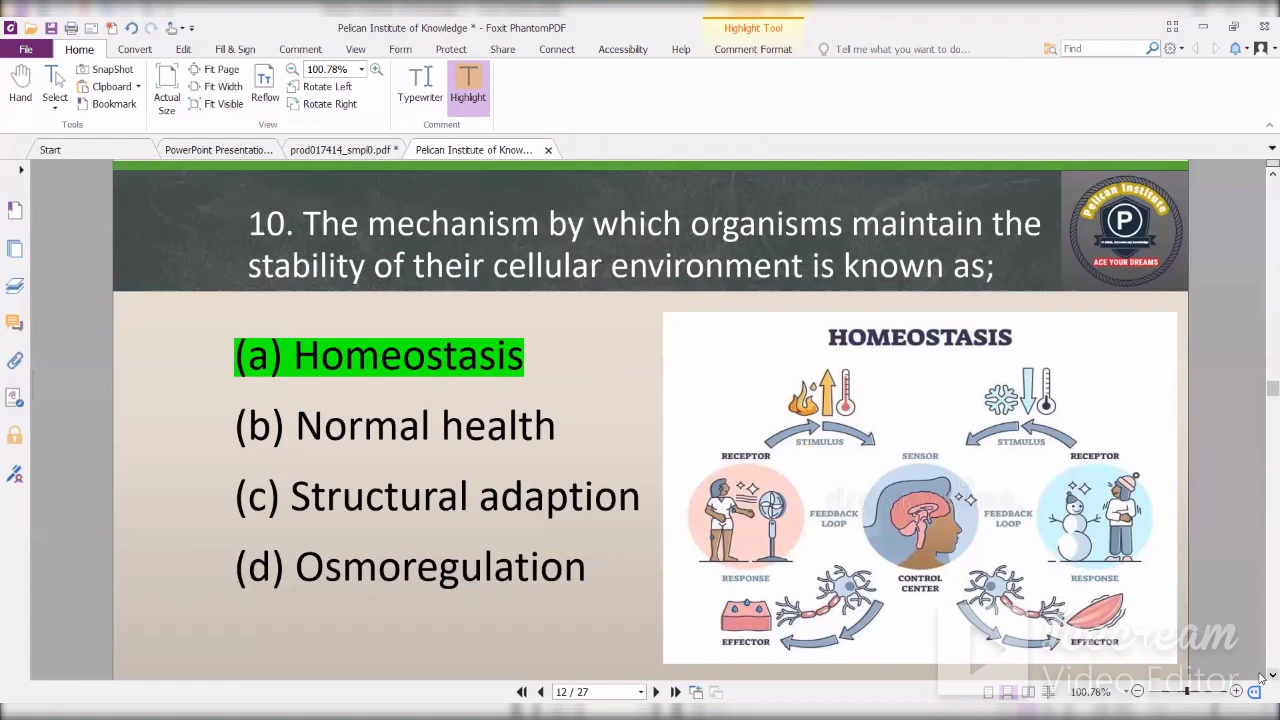 Pelican Institute of Knowledge * - Foxit PhantomPDF
Highlight Tool
File Home Convert Edit Fill & Sign Comment View Form Protect Share Connect Accessibility Help Comment Format Tell me what you want to do... Find
Hand
Select
SnapShot
Clipboard
Bookmark
Tools
Actual Size
Fit Page
Fit Width
Fit Visible
Reflow
100.78%
Rotate Left
Rotate Right
View
Typewriter
Highlight
Comment
Start PowerPoint Presentatio... prod017414_smpl0.pdf * Pelican Institute of Know...
10. The mechanism by which organisms maintain the
stability of their cellular environment is known as;
Pelican Institute
P
ACE YOUR DREAMS
(a) Homeostasis
(b) Normal health
(c) Structural adaption
(d) Osmoregulation
HOMEOSTASIS
STIMULUS STIMULUS
RECEPTOR SENSOR RECEPTOR
FEEDBACK LOOP FEEDBACK LOOP
RESPONSE CONTROL CENTER RESPONSE
EFFECTOR EFFECTOR
Icecream
Video Editor
12 / 27
100.78%